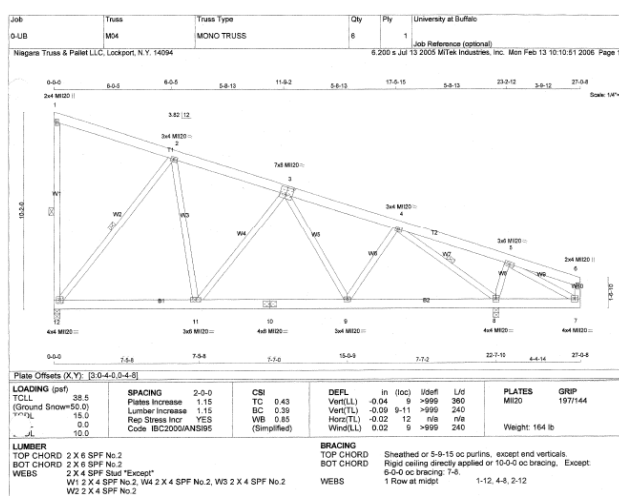 Job Truss Truss Type Qty Ply University at Buffalo
0-UB M04 MONO TRUSS 6 1
Job Reference (optional)
Niagara Truss & Pallet LLC, Lockport, N.Y. 14094 6.200 s Jul 13 2005 MiTek Industries, Inc. Mon Feb 13 10:10:51 2006 Page 1
0-0-0 6-0-5 11-8-2 17-5-15 23-2-12 27-0-8
6-0-5 5-8-13 5-8-13 5-8-13 3-9-12
2x4 MII20 Scale: 1/4"=
1
3.82 12
3x4 MII20
2
T1
7x8 MII20
3
3x4 MII20
4
T2
3x6 MII20
5
2x4 MII20
6
10-2-0
W1 W2 W3 W4 W5 W6 W7 W8 W9
1-6-10
B1 B2
12 11 10 9 8 7
4x4 MII20 3x6 MII20 4x8 MII20 3x4 MII20 4x4 MII20 4x4 MII20
0-0-0 7-5-8 15-0-8 22-7-10 27-0-8
7-5-8 7-7-0 7-7-2 4-4-14
Plate Offsets (X,Y): [3:0-4-0,0-4-8]
LOADING (psf)
TCLL 38.5
(Ground Snow=50.0)
15.0
0.0
10.0
SPACING 2-0-0
Plates Increase 1.15
Lumber Increase 1.15
Rep Stress Incr YES
Code IBC2000/ANSI95
CSI
TC 0.43
BC 0.39
WB 0.85
(Simplified)
DEFL in (loc) l/defl L/d
Vert(LL) -0.04 9 >999 360
Vert(TL) -0.09 9-11 >999 240
Horz(TL) -0.02 12 n/a n/a
Wind(LL) 0.02 9 >999 240
PLATES GRIP
MII20 197/144
Weight: 164 lb
LUMBER
TOP CHORD 2 X 6 SPF No.2
BOT CHORD 2 X 6 SPF No.2
WEBS 2 X 4 SPF Stud *Except*
W1 2 X 4 SPF No.2, W4 2 X 4 SPF No.2, W3 2 X 4 SPF No.2
W2 2 X 4 SPF No.2
BRACING
TOP CHORD Sheathed or 5-9-15 oc purlins, except end verticals.
BOT CHORD Rigid ceiling directly applied or 10-0-0 oc bracing, Except:
6-0-0 oc bracing: 7-8.
WEBS 1 Row at midpt 1-12, 4-8, 2-12